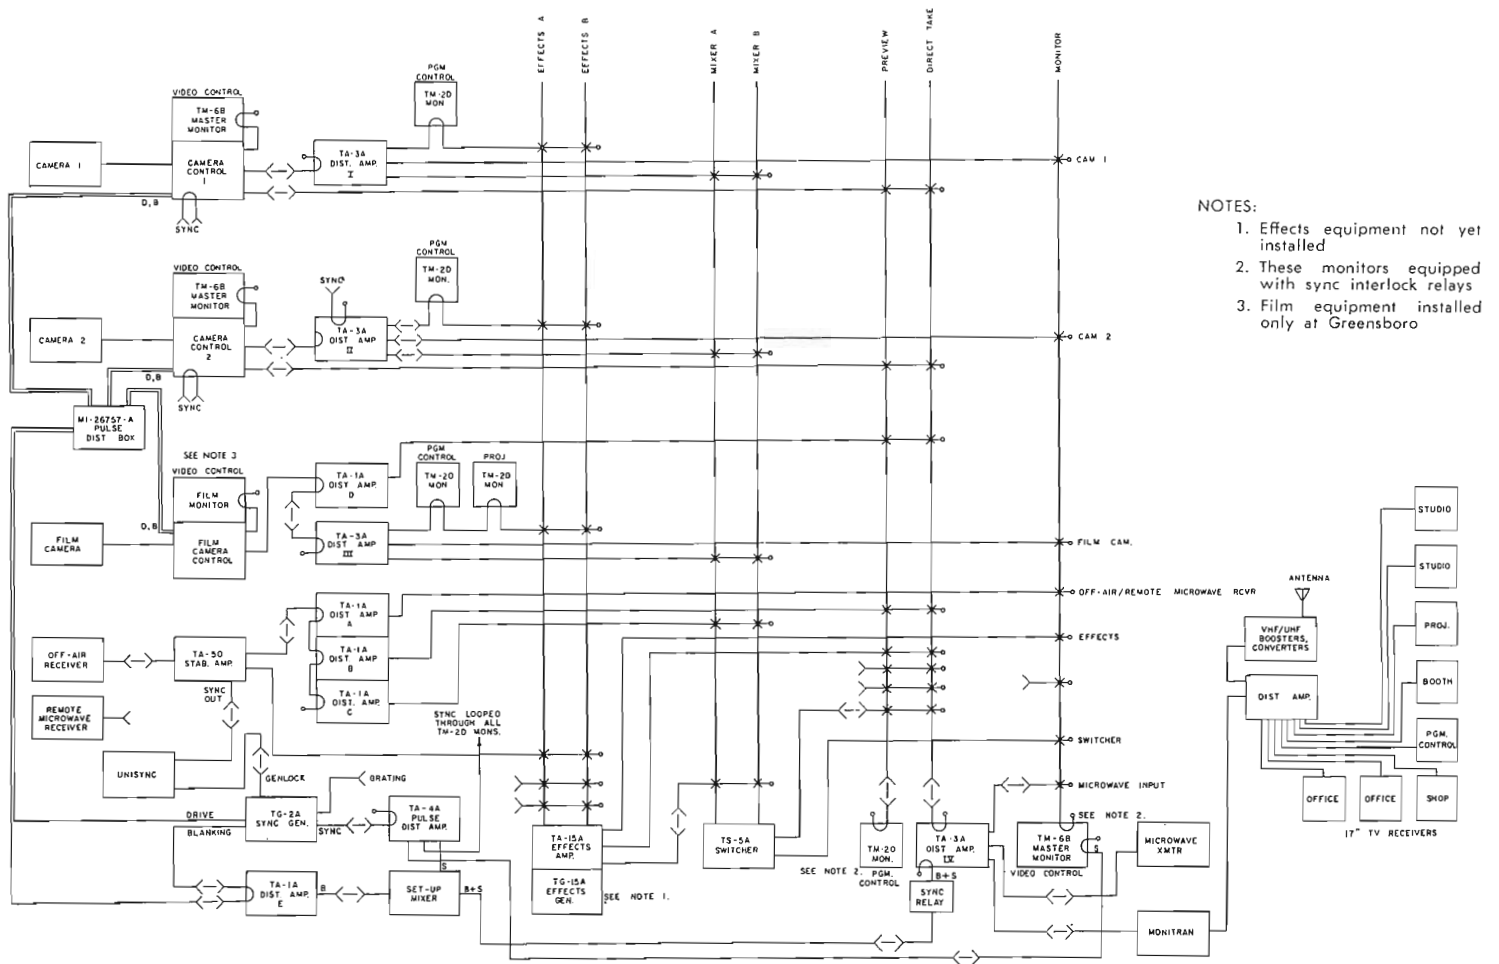 EFFECTS A
EFFECTS B
MIXER A
MIXER B
PREVIEW
DIRECT TAKE
MONITOR
PGM
CONTROL
TM-2D
MON
VIDEO CONTROL
TM-6B
MASTER
MONITOR
CAMERA 1
CAMERA
CONTROL
1
TA-3A
DIST. AMP.
I
CAM 1
D,B
SYNC
NOTES:
1. Effects equipment not yet
installed
2. These monitors equipped
with sync interlock relays
3. Film equipment installed
only at Greensboro
PGM
CONTROL
TM-2D
MON.
VIDEO CONTROL
TM-6B
MASTER
MONITOR
SYNC
CAMERA 2
CAMERA
CONTROL
2
TA-3A
DIST AMP
II
CAM 2
D,B
SYNC
MI-26757-A
PULSE
DIST BOX
SEE NOTE 3
VIDEO CONTROL
FILM
MONITOR
TA-1A
DIST AMP.
D
PGM
CONTROL
TM-2D
MON
PROJ
TM-2D
MON
D,B
FILM
CAMERA
FILM
CAMERA
CONTROL
TA-3A
DIST AMP
III
FILM CAM.
STUDIO
STUDIO
ANTENNA
TA-1A
DIST AMP
A
OFF-AIR/REMOTE MICROWAVE RCVR
VHF/UHF
BOOSTERS,
CONVERTERS
PROJ.
OFF-AIR
RECEIVER
TA-5D
STAB. AMP.
TA-1A
DIST AMP
B
EFFECTS
BOOTH
SYNC
OUT
TA-1A
DIST AMP.
C
DIST AMP.
REMOTE
MICROWAVE
RECEIVER
SYNC LOOPED
THROUGH ALL
TM-2D MONS.
SWITCHER
PGM.
CONTROL
UNISYNC
GENLOCK
GRATING
MICROWAVE INPUT
OFFICE
OFFICE
SHOP
17" TV RECEIVERS
DRIVE
BLANKING
TG-2A
SYNC GEN.
SYNC
TA-4A
PULSE
DIST AMP.
S
TA-15A
EFFECTS
AMP.
TG-15A
EFFECTS
GEN.
SEE NOTE 1.
TS-5A
SWITCHER
TM-2D
MON.
SEE NOTE 2.
PGM.
CONTROL
TA-3A
DIST AMP.
IV
B+S
SYNC
RELAY
SEE NOTE 2.
TM-6B
MASTER
MONITOR
S
VIDEO CONTROL
MICROWAVE
XMTR
TA-1A
DIST AMP.
E
B
SET-UP
MIXER
B+S
MONITRAN